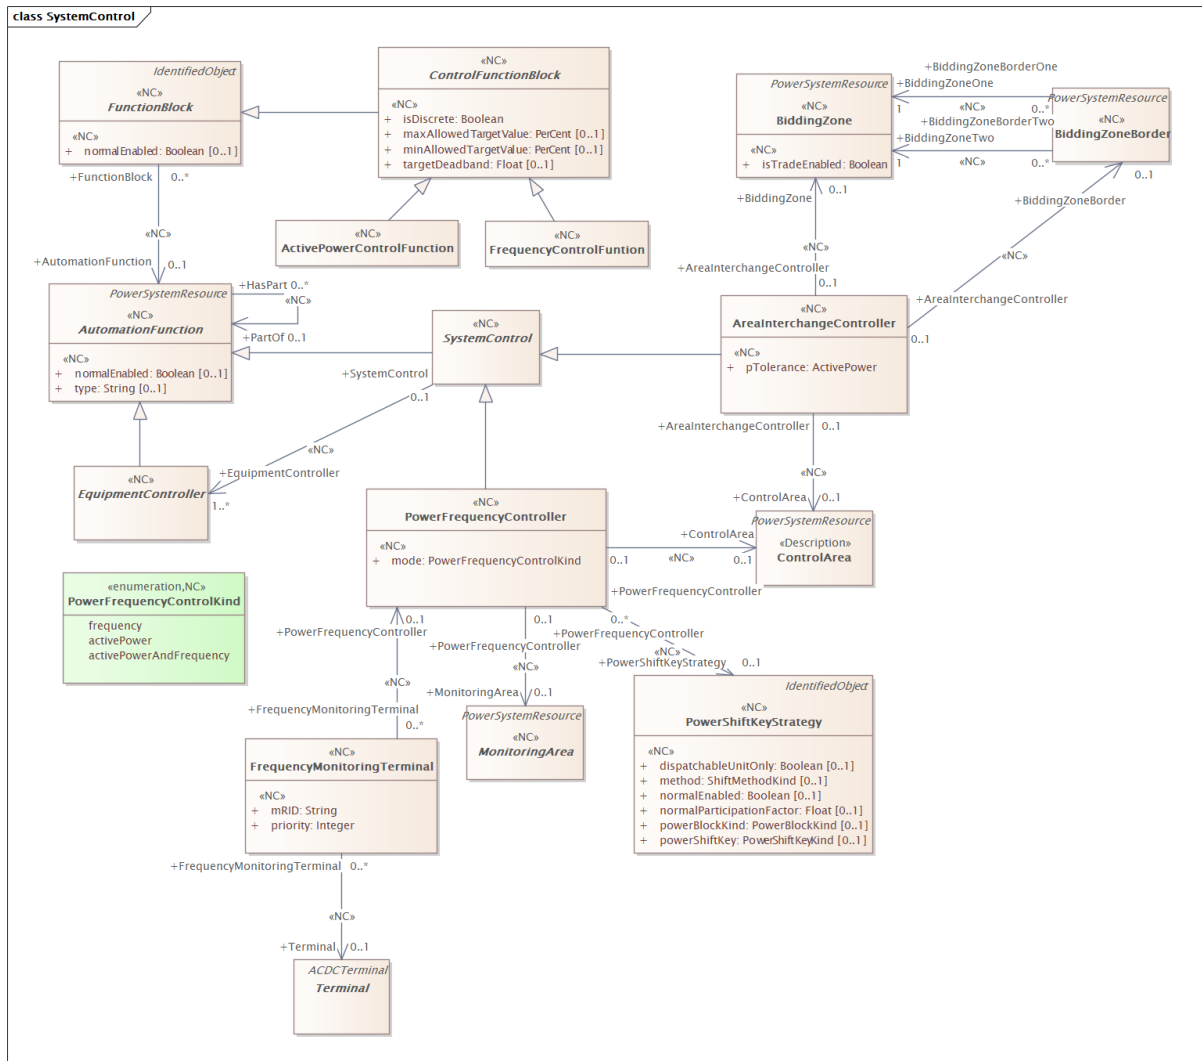 class SystemControl
IdentifiedObject
«NC»
FunctionBlock
«NC»
+ normalEnabled: Boolean [0..1]
«NC»
ControlFunctionBlock
«NC»
+ isDiscrete: Boolean
+ maxAllowedTargetValue: PerCent [0..1]
+ minAllowedTargetValue: PerCent [0..1]
+ targetDeadband: Float [0..1]
PowerSystemResource
«NC»
BiddingZone
«NC»
+ isTradeEnabled: Boolean
+BiddingZoneBorderOne
+BiddingZoneOne
1
«NC»
0..*
+BiddingZoneBorderTwo
+BiddingZoneTwo
1
«NC»
0..*
PowerSystemResource
«NC»
BiddingZoneBorder
+FunctionBlock 0..*
«NC»
+AutomationFunction 0..1
«NC»
ActivePowerControlFunction
«NC»
FrequencyControlFuntion
+BiddingZone 0..1
«NC»
+AreaInterchangeController
0..1
0..1
+BiddingZoneBorder
«NC»
+AreaInterchangeController
0..1
PowerSystemResource
«NC»
AutomationFunction
«NC»
+ normalEnabled: Boolean [0..1]
+ type: String [0..1]
+HasPart 0..*
«NC»
+PartOf 0..1
«NC»
SystemControl
«NC»
AreaInterchangeController
«NC»
+ pTolerance: ActivePower
+SystemControl
0..1
«NC»
+EquipmentController
1..*
+AreaInterchangeController 0..1
«NC»
+ControlArea 0..1
«NC»
EquipmentController
«NC»
PowerFrequencyController
«NC»
+ mode: PowerFrequencyControlKind
+ControlArea
0..1
«NC»
0..1
+PowerFrequencyController
PowerSystemResource
«Description»
ControlArea
«enumeration,NC»
PowerFrequencyControlKind
frequency
activePower
activePowerAndFrequency
0..1
+PowerFrequencyController
«NC»
+FrequencyMonitoringTerminal
0..*
0..1
+PowerFrequencyController
«NC»
+MonitoringArea 0..1
0..*
+PowerFrequencyController
«NC»
+PowerShiftKeyStrategy 0..1
PowerSystemResource
«NC»
MonitoringArea
IdentifiedObject
«NC»
PowerShiftKeyStrategy
«NC»
+ dispatchableUnitOnly: Boolean [0..1]
+ method: ShiftMethodKind [0..1]
+ normalEnabled: Boolean [0..1]
+ normalParticipationFactor: Float [0..1]
+ powerBlockKind: PowerBlockKind [0..1]
+ powerShiftKey: PowerShiftKeyKind [0..1]
«NC»
FrequencyMonitoringTerminal
«NC»
+ mRID: String
+ priority: Integer
+FrequencyMonitoringTerminal 0..*
«NC»
+Terminal 0..1
ACDCTerminal
Terminal